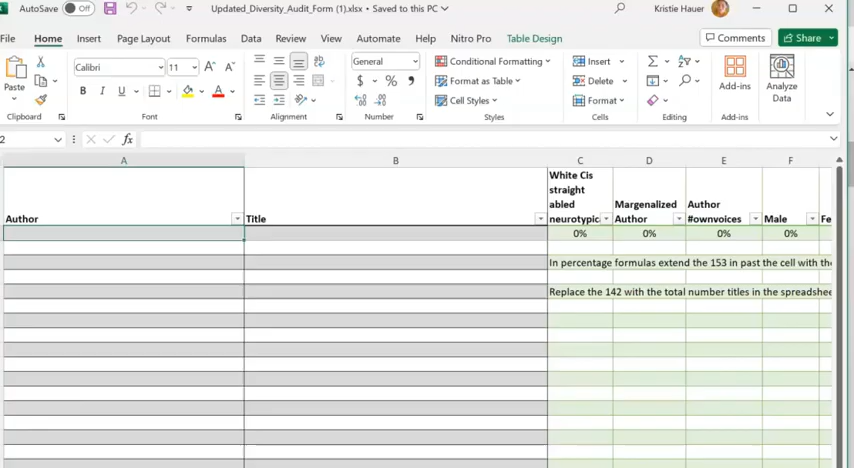 AutoSave Off Updated_Diversity_Audit_Form (1).xlsx • Saved to this PC Kristie Hauer
File Home Insert Page Layout Formulas Data Review View Automate Help Nitro Pro Table Design Comments Share
Paste Calibri 11 A A General Conditional Formatting Insert Add-ins Analyze Data
B I U A $ % Format as Table Delete
Cell Styles Format
Clipboard Font Alignment Number Styles Cells Editing Add-ins
2 fx
A B C D E F
Author Title White Cis straight abled neurotypic Margenalized Author Author #ownvoices Male Fe
0% 0% 0% 0%
In percentage formulas extend the 153 in past the cell with the
Replace the 142 with the total number titles in the spreadshee